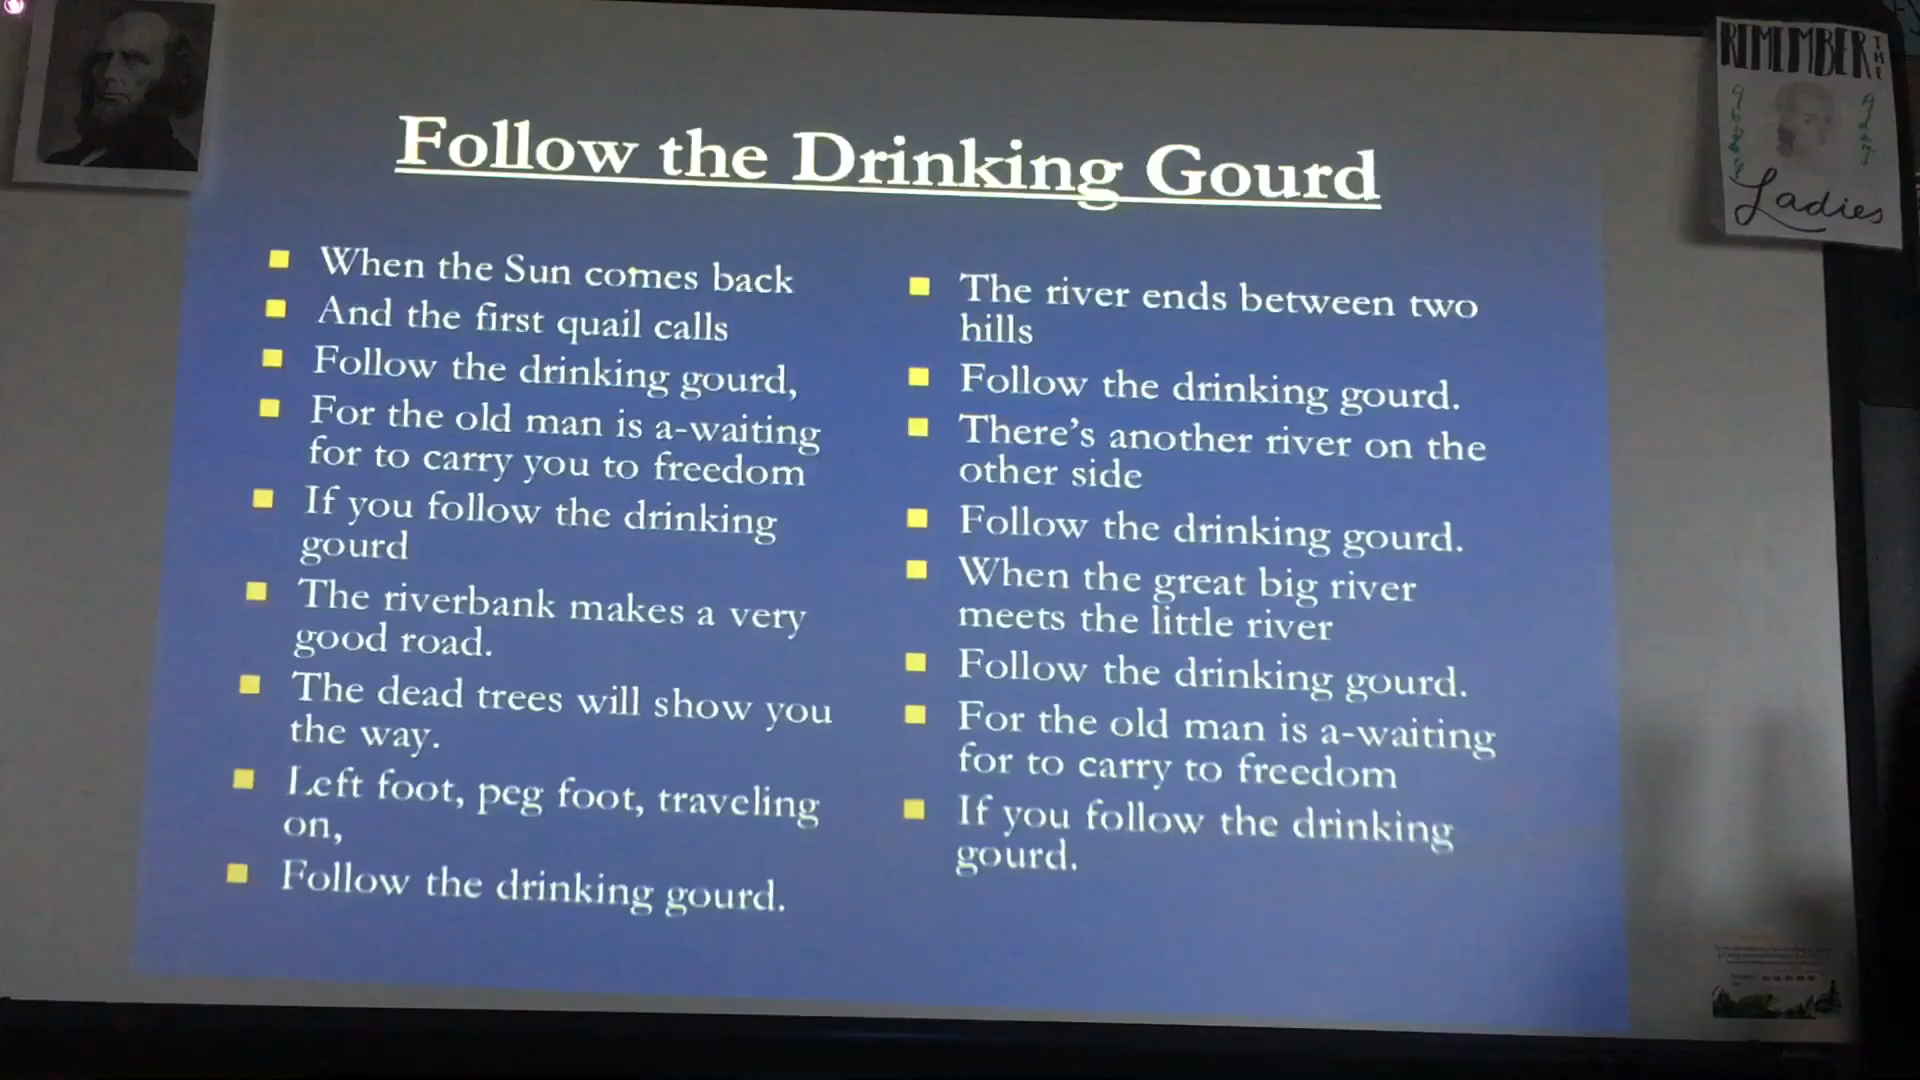 Follow the Drinking Gourd
When the Sun comes back
And the first quail calls
Follow the drinking gourd,
For the old man is a-waiting
for to carry you to freedom
If you follow the drinking
gourd
The riverbank makes a very
good road.
The dead trees will show you
the way.
Left foot, peg foot, traveling
on,
Follow the drinking gourd.
The river ends between two
hills
Follow the drinking gourd.
There's another river on the
other side
Follow the drinking gourd.
When the great big river
meets the little river
Follow the drinking gourd.
For the old man is a-waiting
for to carry to freedom
If you follow the drinking
gourd.
REMEMBER THE
Ladies